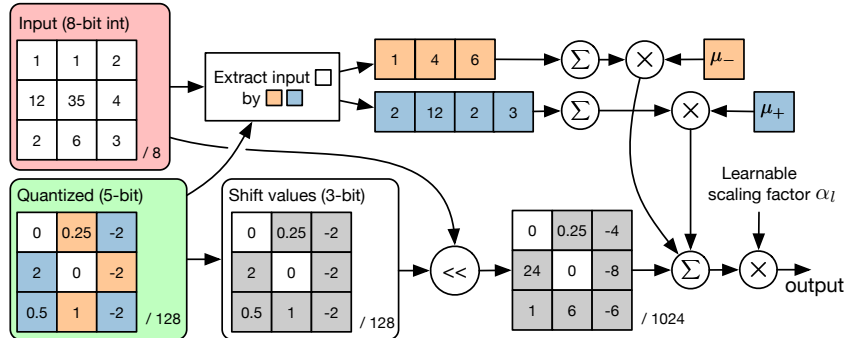 Input (8-bit int)
1 1 2
12 35 4
2 6 3
/ 8
Extract input
by
1 4 6
∑
×
μ−
2 12 2 3
∑
×
μ+
Quantized (5-bit)
0 0.25 -2
2 0 -2
0.5 1 -2
/ 128
Shift values (3-bit)
0 0.25 -2
2 0 -2
0.5 1 -2
/ 128
<<
0 0.25 -4
24 0 -8
1 6 -6
/ 1024
Learnable
scaling factor αl
∑
×
output